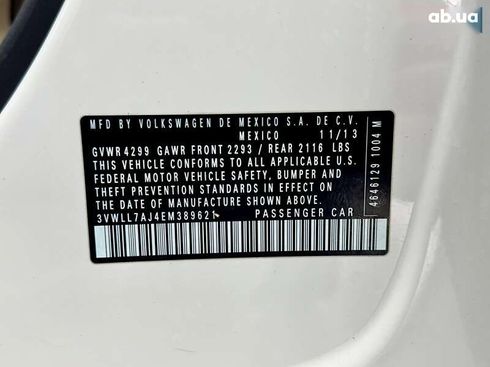 ab.ua
MFD BY VOLKSWAGEN DE MEXICO S.A. DE C.V.
MEXICO 11/13
GVWR 4299 GAWR FRONT 2293 / REAR 2116 LBS
THIS VEHICLE CONFORMS TO ALL APPLICABLE U.S.
FEDERAL MOTOR VEHICLE SAFETY, BUMPER AND
THEFT PREVENTION STANDARDS IN EFFECT ON
THE DATE OF MANUFACTURE SHOWN ABOVE
3VWLL7AJ4EM389621 PASSENGER CAR
4646129 1004 M